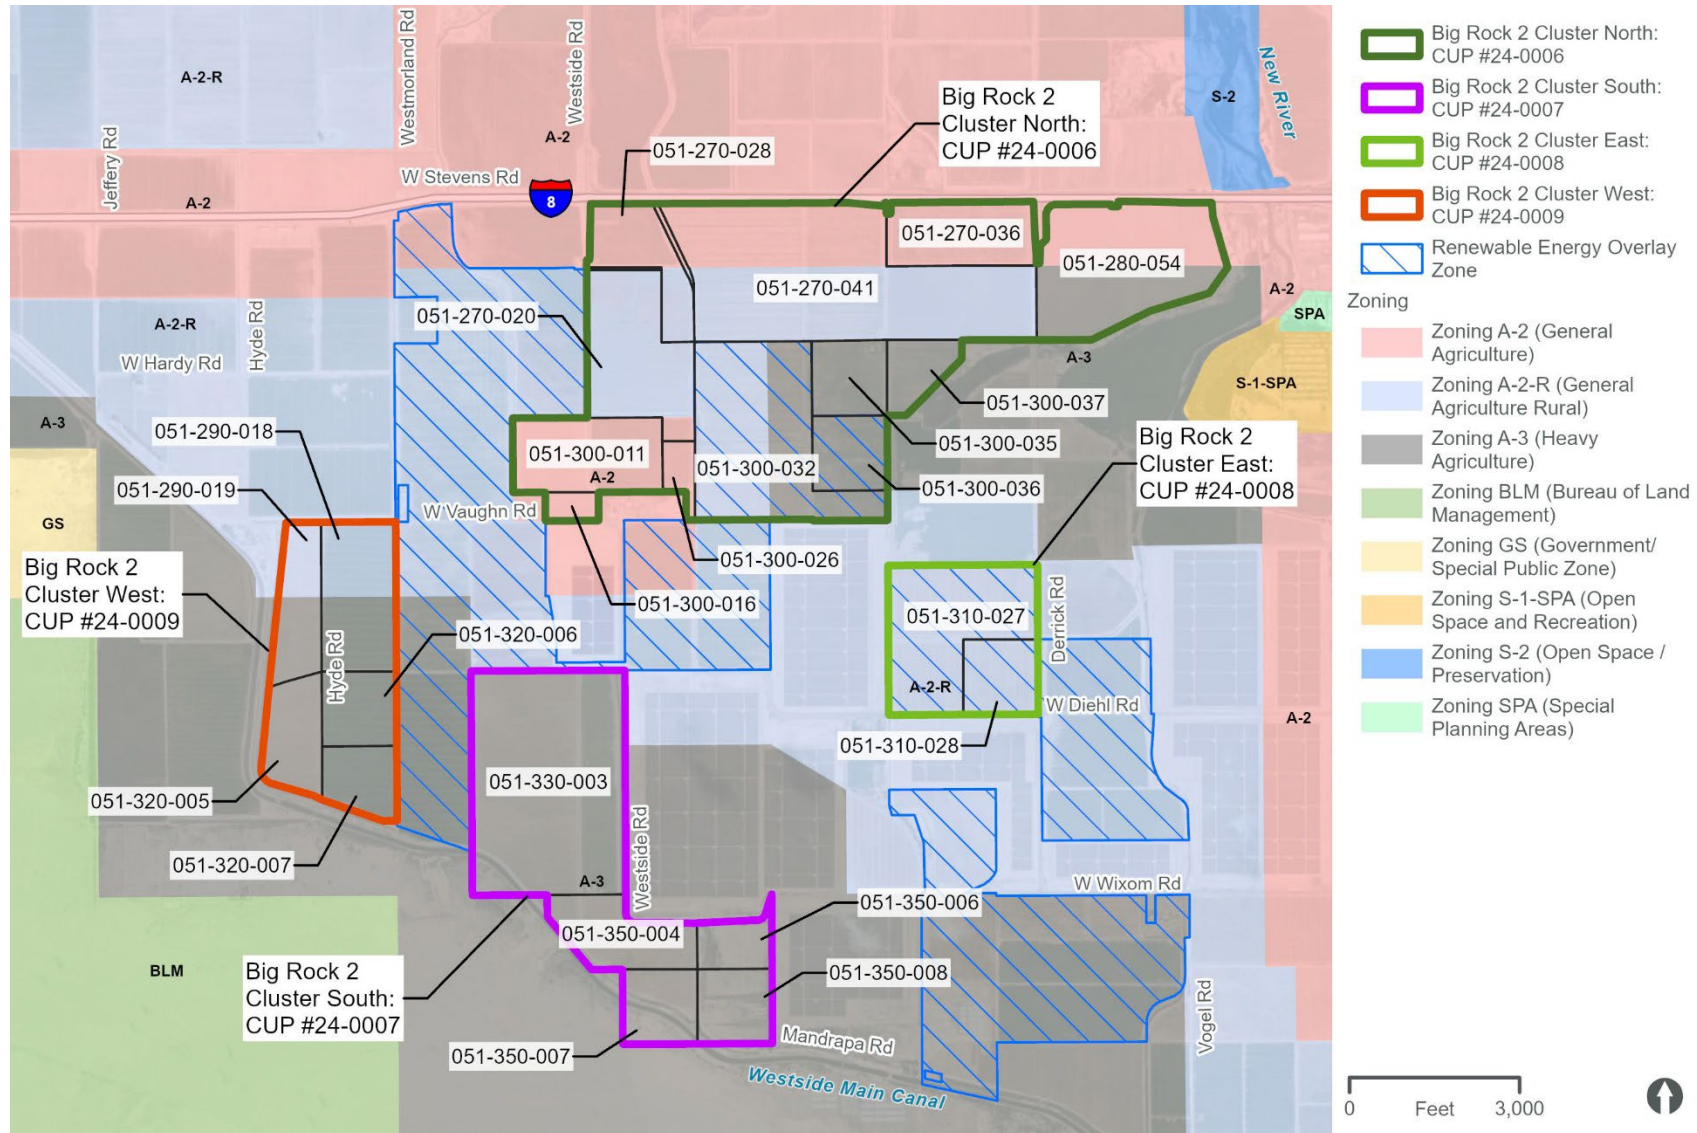 A-2-R
Westmorland Rd
Westside Rd
Jeffery Rd
A-2
W Stevens Rd
8
A-2
051-270-028
Big Rock 2
Cluster North:
CUP #24-0006
S-2
New River
051-270-036
051-280-054
051-270-041
051-270-020
A-2-R
W Hardy Rd
Hyde Rd
A-2
SPA
A-3
S-1-SPA
051-300-037
051-300-035
051-300-036
A-3
051-290-018
051-290-019
051-300-011
A-2
051-300-032
W Vaughn Rd
051-300-026
051-300-016
GS
Big Rock 2
Cluster West:
CUP #24-0009
Big Rock 2
Cluster East:
CUP #24-0008
051-310-027
Derrick Rd
A-2-R
W Diehl Rd
051-310-028
A-2
051-320-006
Hyde Rd
051-320-005
051-320-007
051-330-003
Westside Rd
A-3
W Wixom Rd
051-350-006
051-350-004
051-350-008
BLM
Big Rock 2
Cluster South:
CUP #24-0007
051-350-007
Mandrapa Rd
Westside Main Canal
Vogel Rd
Big Rock 2 Cluster North:
CUP #24-0006
Big Rock 2 Cluster South:
CUP #24-0007
Big Rock 2 Cluster East:
CUP #24-0008
Big Rock 2 Cluster West:
CUP #24-0009
Renewable Energy Overlay
Zone
Zoning
Zoning A-2 (General
Agriculture)
Zoning A-2-R (General
Agriculture Rural)
Zoning A-3 (Heavy
Agriculture)
Zoning BLM (Bureau of Land
Management)
Zoning GS (Government/
Special Public Zone)
Zoning S-1-SPA (Open
Space and Recreation)
Zoning S-2 (Open Space /
Preservation)
Zoning SPA (Special
Planning Areas)
0 Feet 3,000